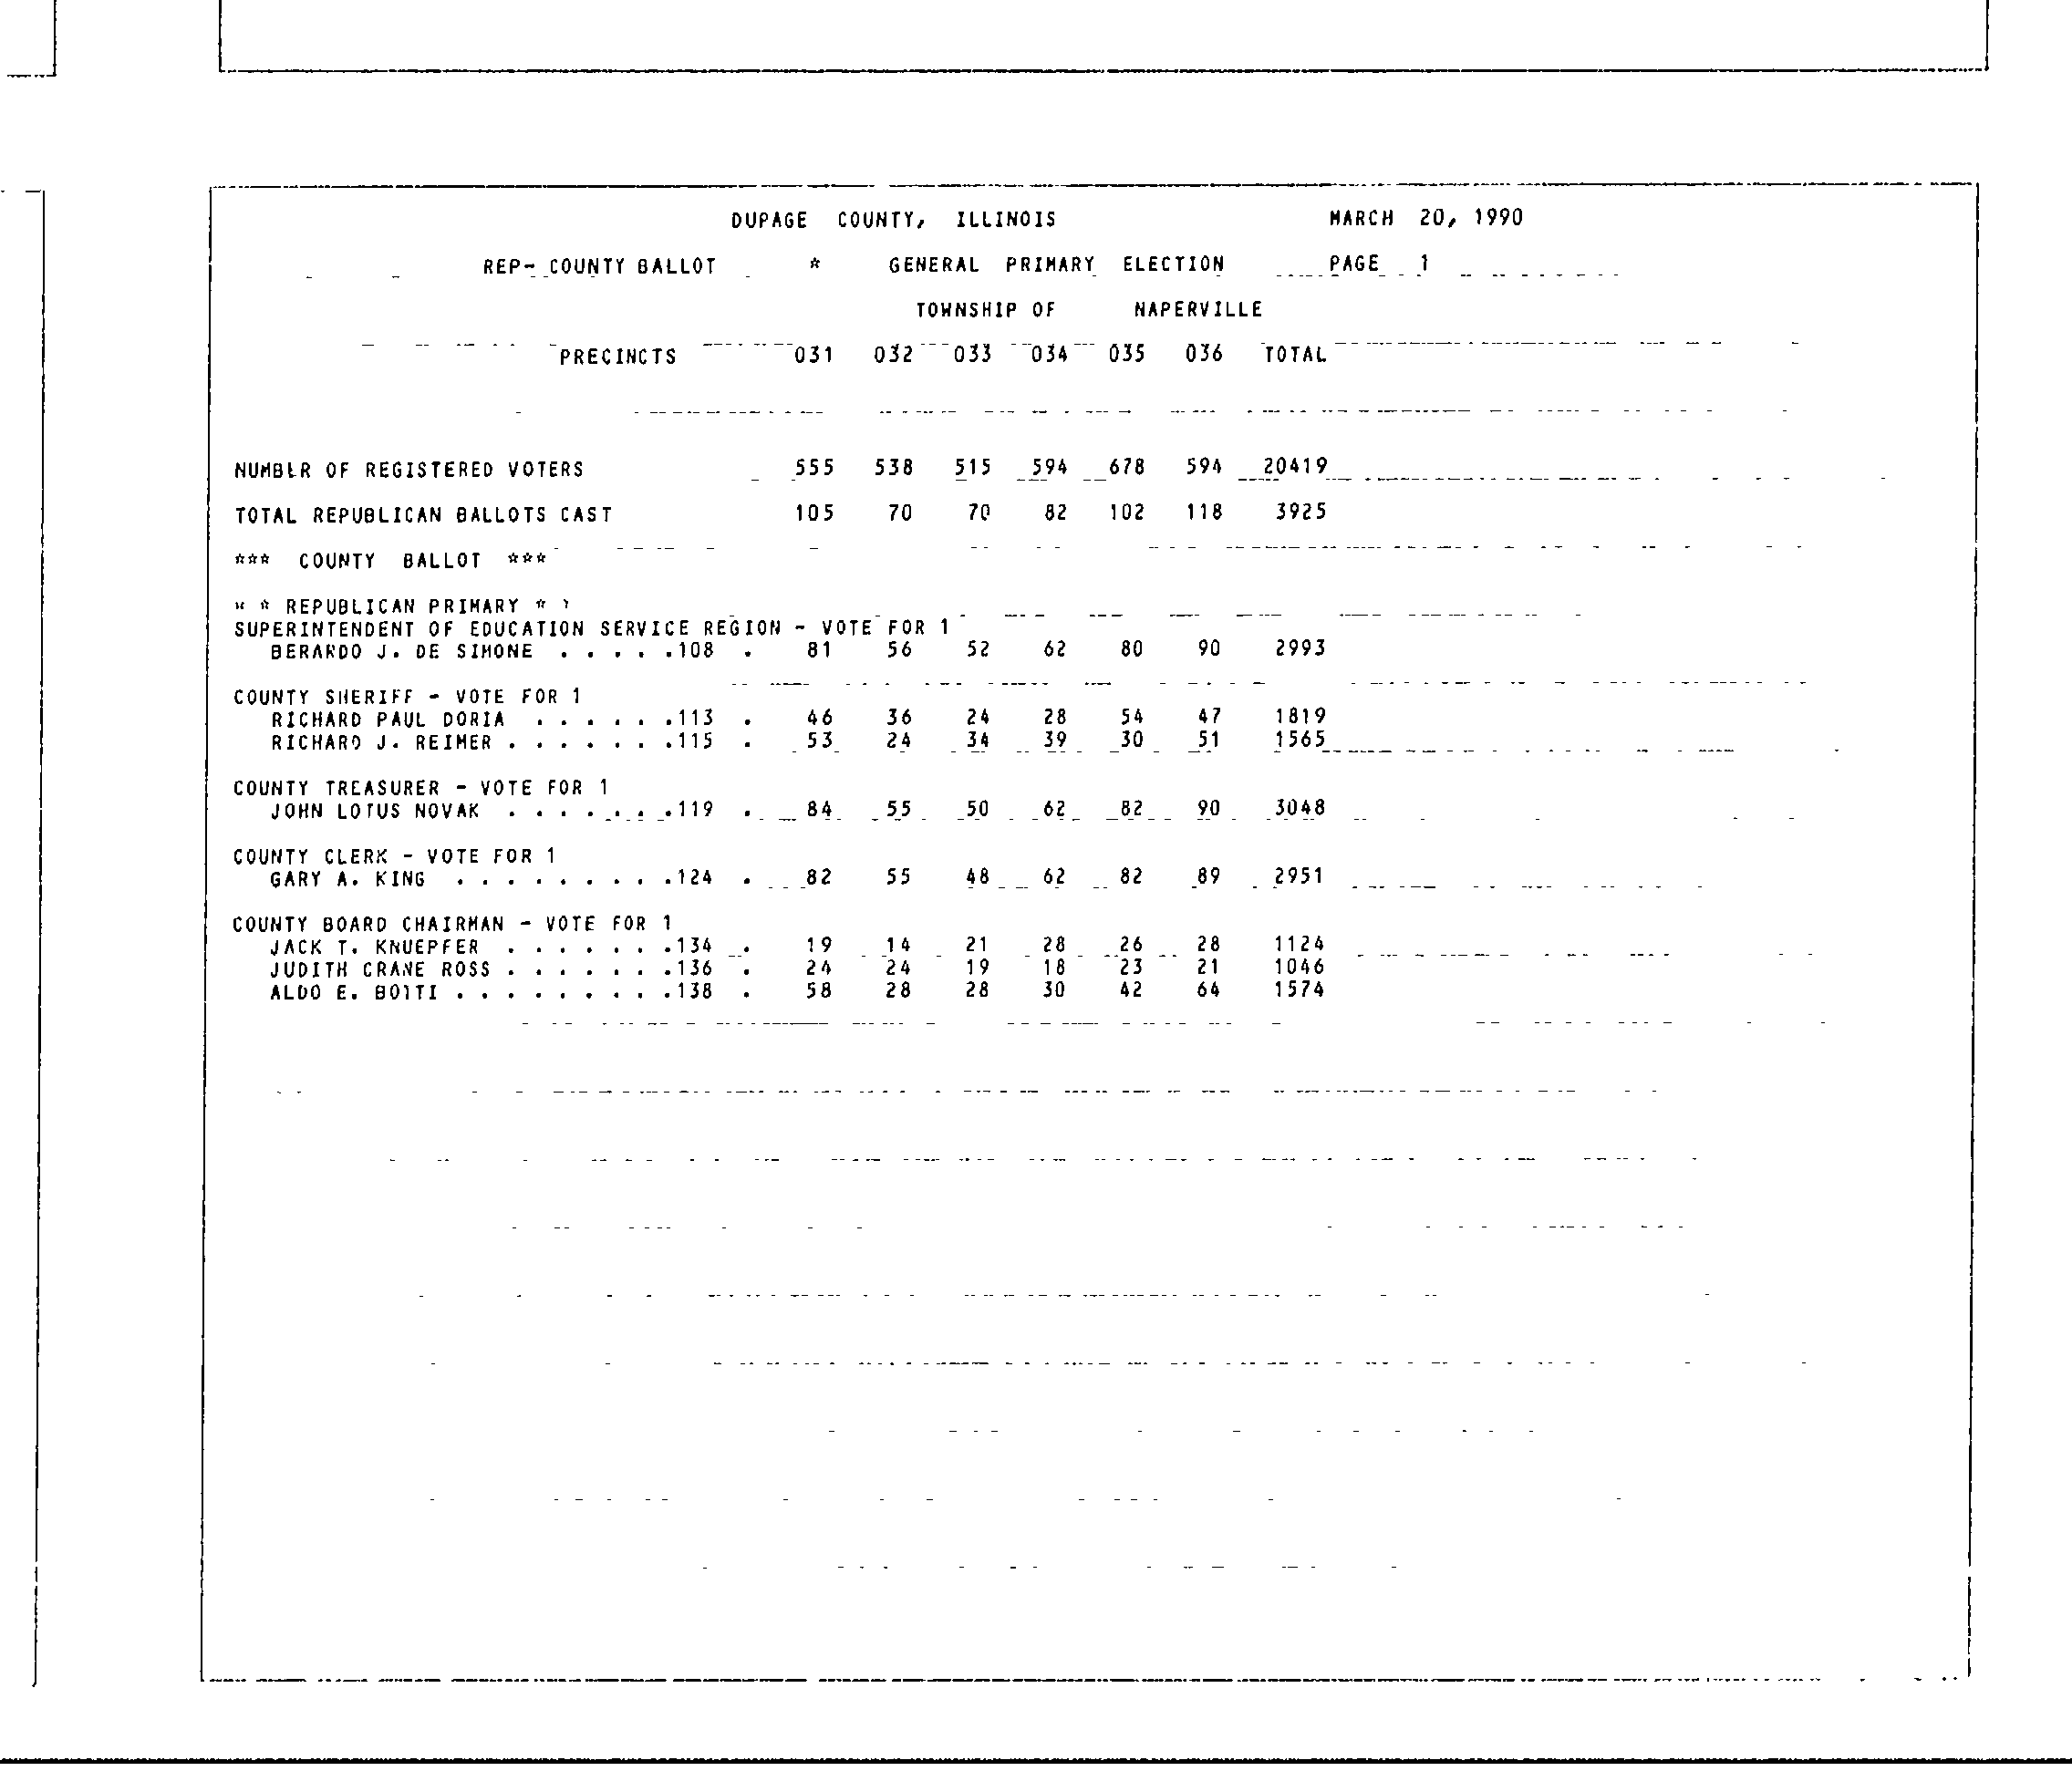 DUPAGE COUNTY, ILLINOIS MARCH 20, 1990
REP- COUNTY BALLOT * GENERAL PRIMARY ELECTION PAGE 1
TOWNSHIP OF NAPERVILLE
PRECINCTS 031 032 033 034 035 036 TOTAL
NUMBER OF REGISTERED VOTERS 555 538 515 594 678 594 20419
TOTAL REPUBLICAN BALLOTS CAST 105 70 70 82 102 118 3925
*** COUNTY BALLOT ***
* * REPUBLICAN PRIMARY * *
SUPERINTENDENT OF EDUCATION SERVICE REGION - VOTE FOR 1
BERARDO J. DE SIMONE . . . . .108 . 81 56 52 62 80 90 2993
COUNTY SHERIFF - VOTE FOR 1
RICHARD PAUL DORIA . . . . . .113 . 46 36 24 28 54 47 1819
RICHARD J. REIMER . . . . . . .115 . 53 24 34 39 30 51 1565
COUNTY TREASURER - VOTE FOR 1
JOHN LOTUS NOVAK . . . . . . .119 . 84 55 50 62 82 90 3048
COUNTY CLERK - VOTE FOR 1
GARY A. KING . . . . . . . . .124 . 82 55 48 62 82 89 2951
COUNTY BOARD CHAIRMAN - VOTE FOR 1
JACK T. KNUEPFER . . . . . . .134 . 19 14 21 28 26 28 1124
JUDITH CRANE ROSS . . . . . . .136 . 24 24 19 18 23 21 1046
ALDO E. BOTTI . . . . . . . . .138 . 58 28 28 30 42 64 1574